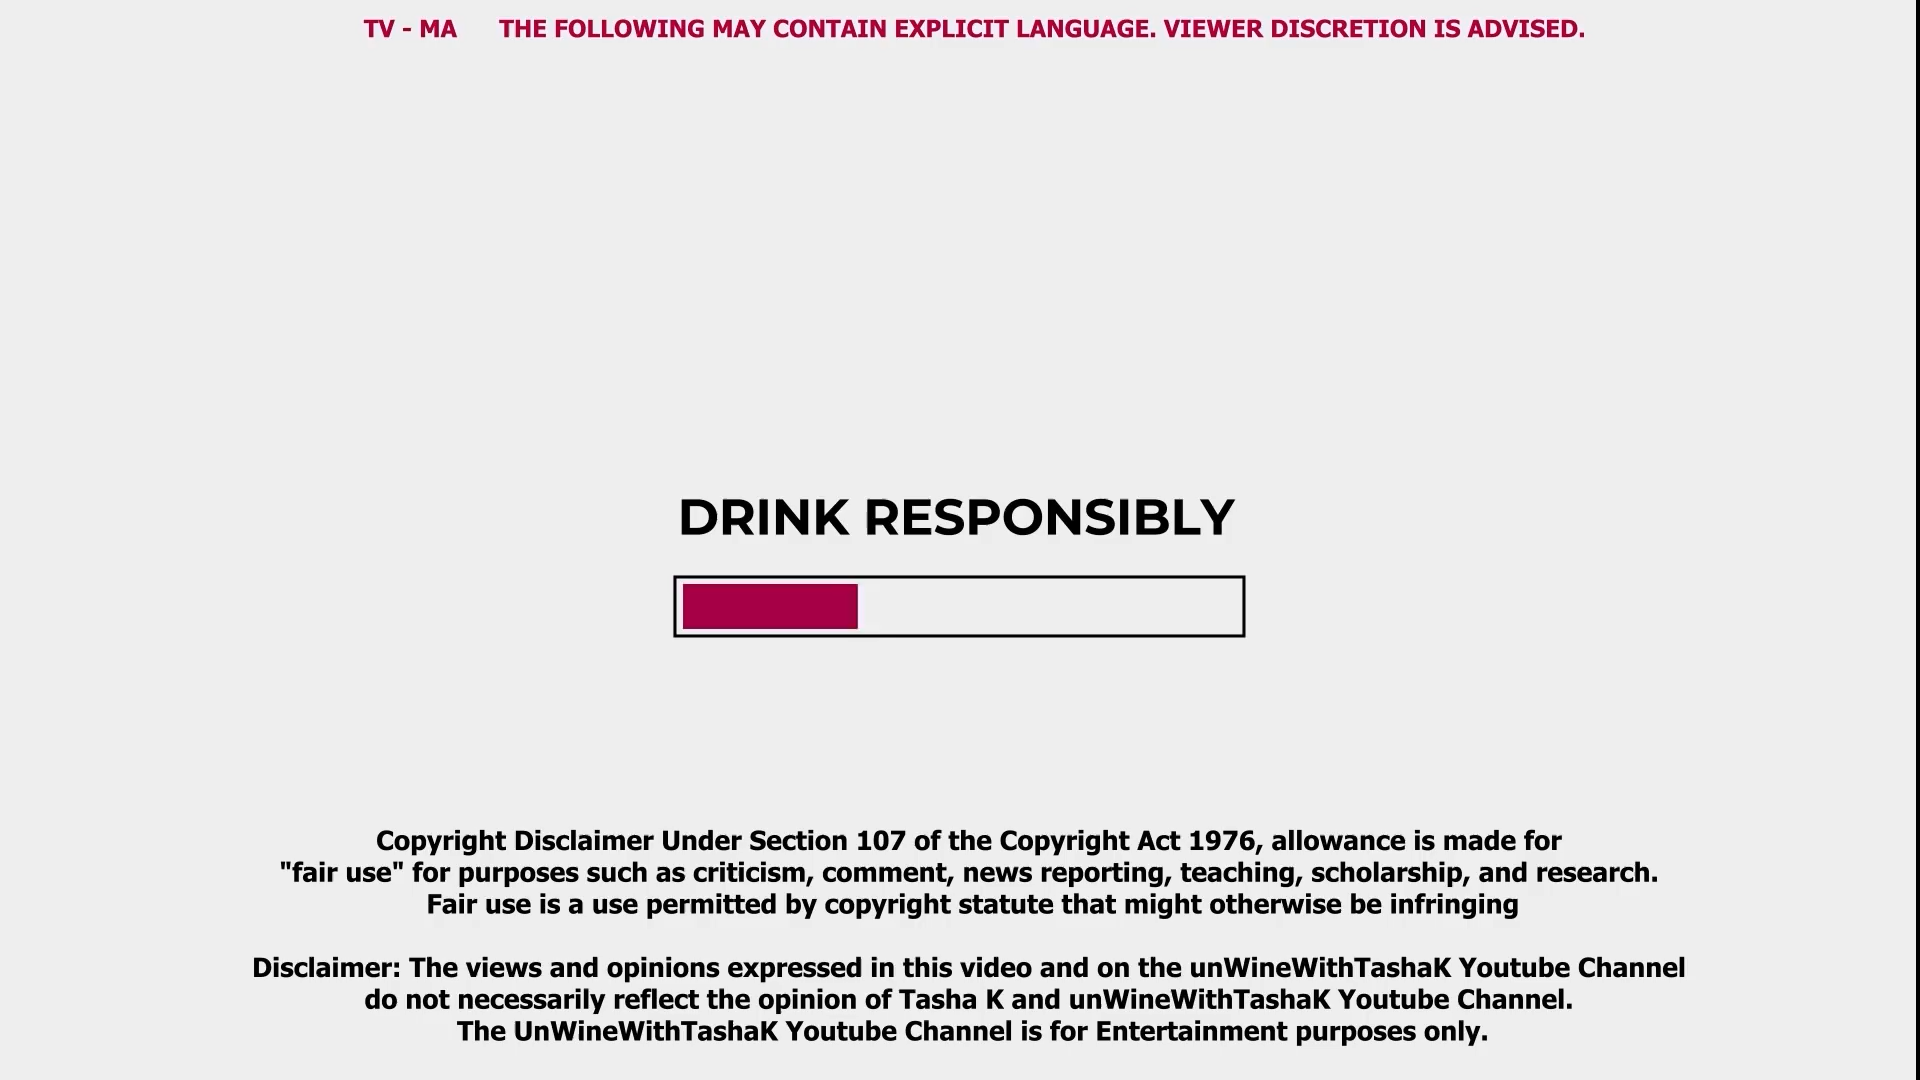 TV - MA THE FOLLOWING MAY CONTAIN EXPLICIT LANGUAGE. VIEWER DISCRETION IS ADVISED.
DRINK RESPONSIBLY
Copyright Disclaimer Under Section 107 of the Copyright Act 1976, allowance is made for
"fair use" for purposes such as criticism, comment, news reporting, teaching, scholarship, and research.
Fair use is a use permitted by copyright statute that might otherwise be infringing
Disclaimer: The views and opinions expressed in this video and on the unWineWithTashaK Youtube Channel
do not necessarily reflect the opinion of Tasha K and unWineWithTashaK Youtube Channel.
The UnWineWithTashaK Youtube Channel is for Entertainment purposes only.